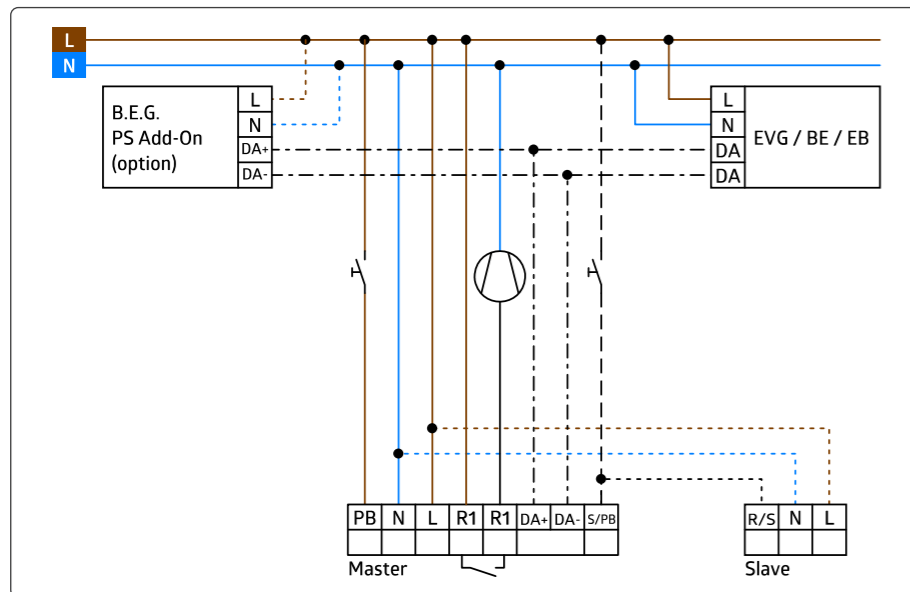 L
N
B.E.G.
PS Add-On
(option)
L
N
DA+
DA-
L
N
DA
DA
EVG / BE / EB
PB N L R1 R1 DA+ DA- S/PB
R/S N L
Master
Slave